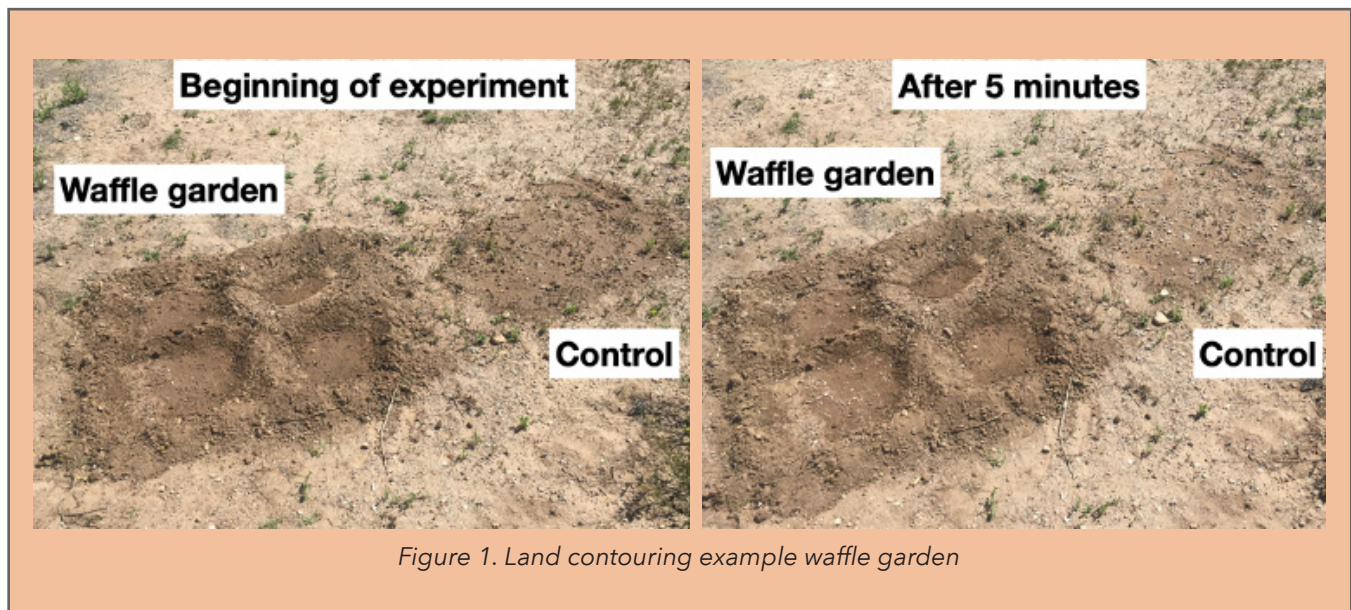 Beginning of experiment
After 5 minutes
Waffle garden
Waffle garden
Control
Control
Figure 1. Land contouring example waffle garden